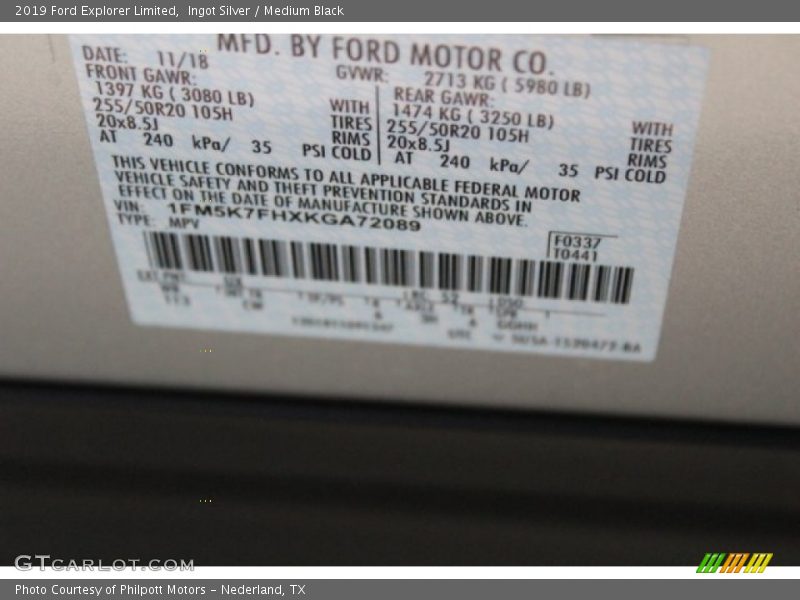 2019 Ford Explorer Limited,  Ingot Silver / Medium Black
MFD. BY FORD MOTOR CO.
DATE: 11/18 GVWR: 2713 KG ( 5980 LB)
FRONT GAWR: REAR GAWR:
1397 KG ( 3080 LB) WITH 1474 KG ( 3250 LB) WITH
255/50R20 105H TIRES 255/50R20 105H TIRES
20x8.5J RIMS 20x8.5J RIMS
AT 240 kPa/ 35 PSI COLD AT 240 kPa/ 35 PSI COLD
THIS VEHICLE CONFORMS TO ALL APPLICABLE FEDERAL MOTOR
VEHICLE SAFETY AND THEFT PREVENTION STANDARDS IN
EFFECT ON THE DATE OF MANUFACTURE SHOWN ABOVE.
VIN: 1FM5K7FHXKGA72089
TYPE: MPV
F0337
T0441
EXT PNT:
GTCARLOT.COM
Photo Courtesy of Philpott Motors – Nederland, TX